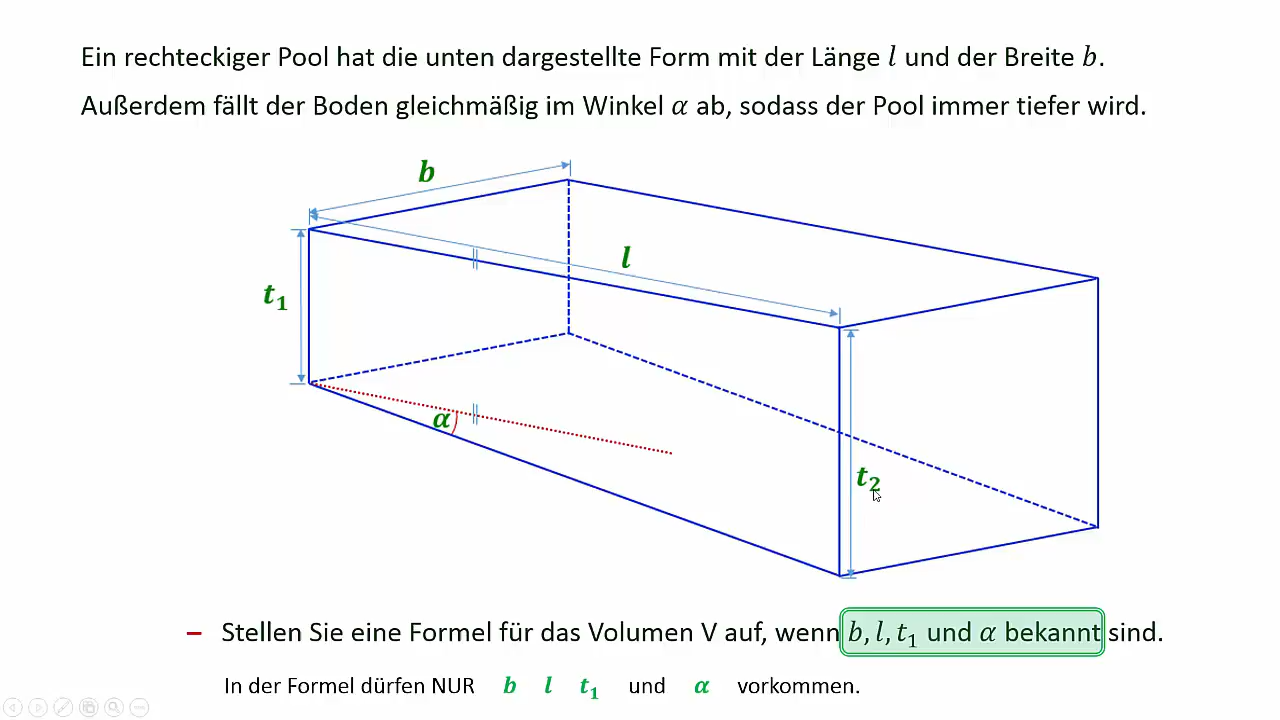 Ein rechteckiger Pool hat die unten dargestellte Form mit der Länge l und der Breite b.
Außerdem fällt der Boden gleichmäßig im Winkel α ab, sodass der Pool immer tiefer wird.
b
l
t₁
α
t₂
– Stellen Sie eine Formel für das Volumen V auf, wenn b, l, t₁ und α bekannt sind.
In der Formel dürfen NUR b l t₁ und α vorkommen.